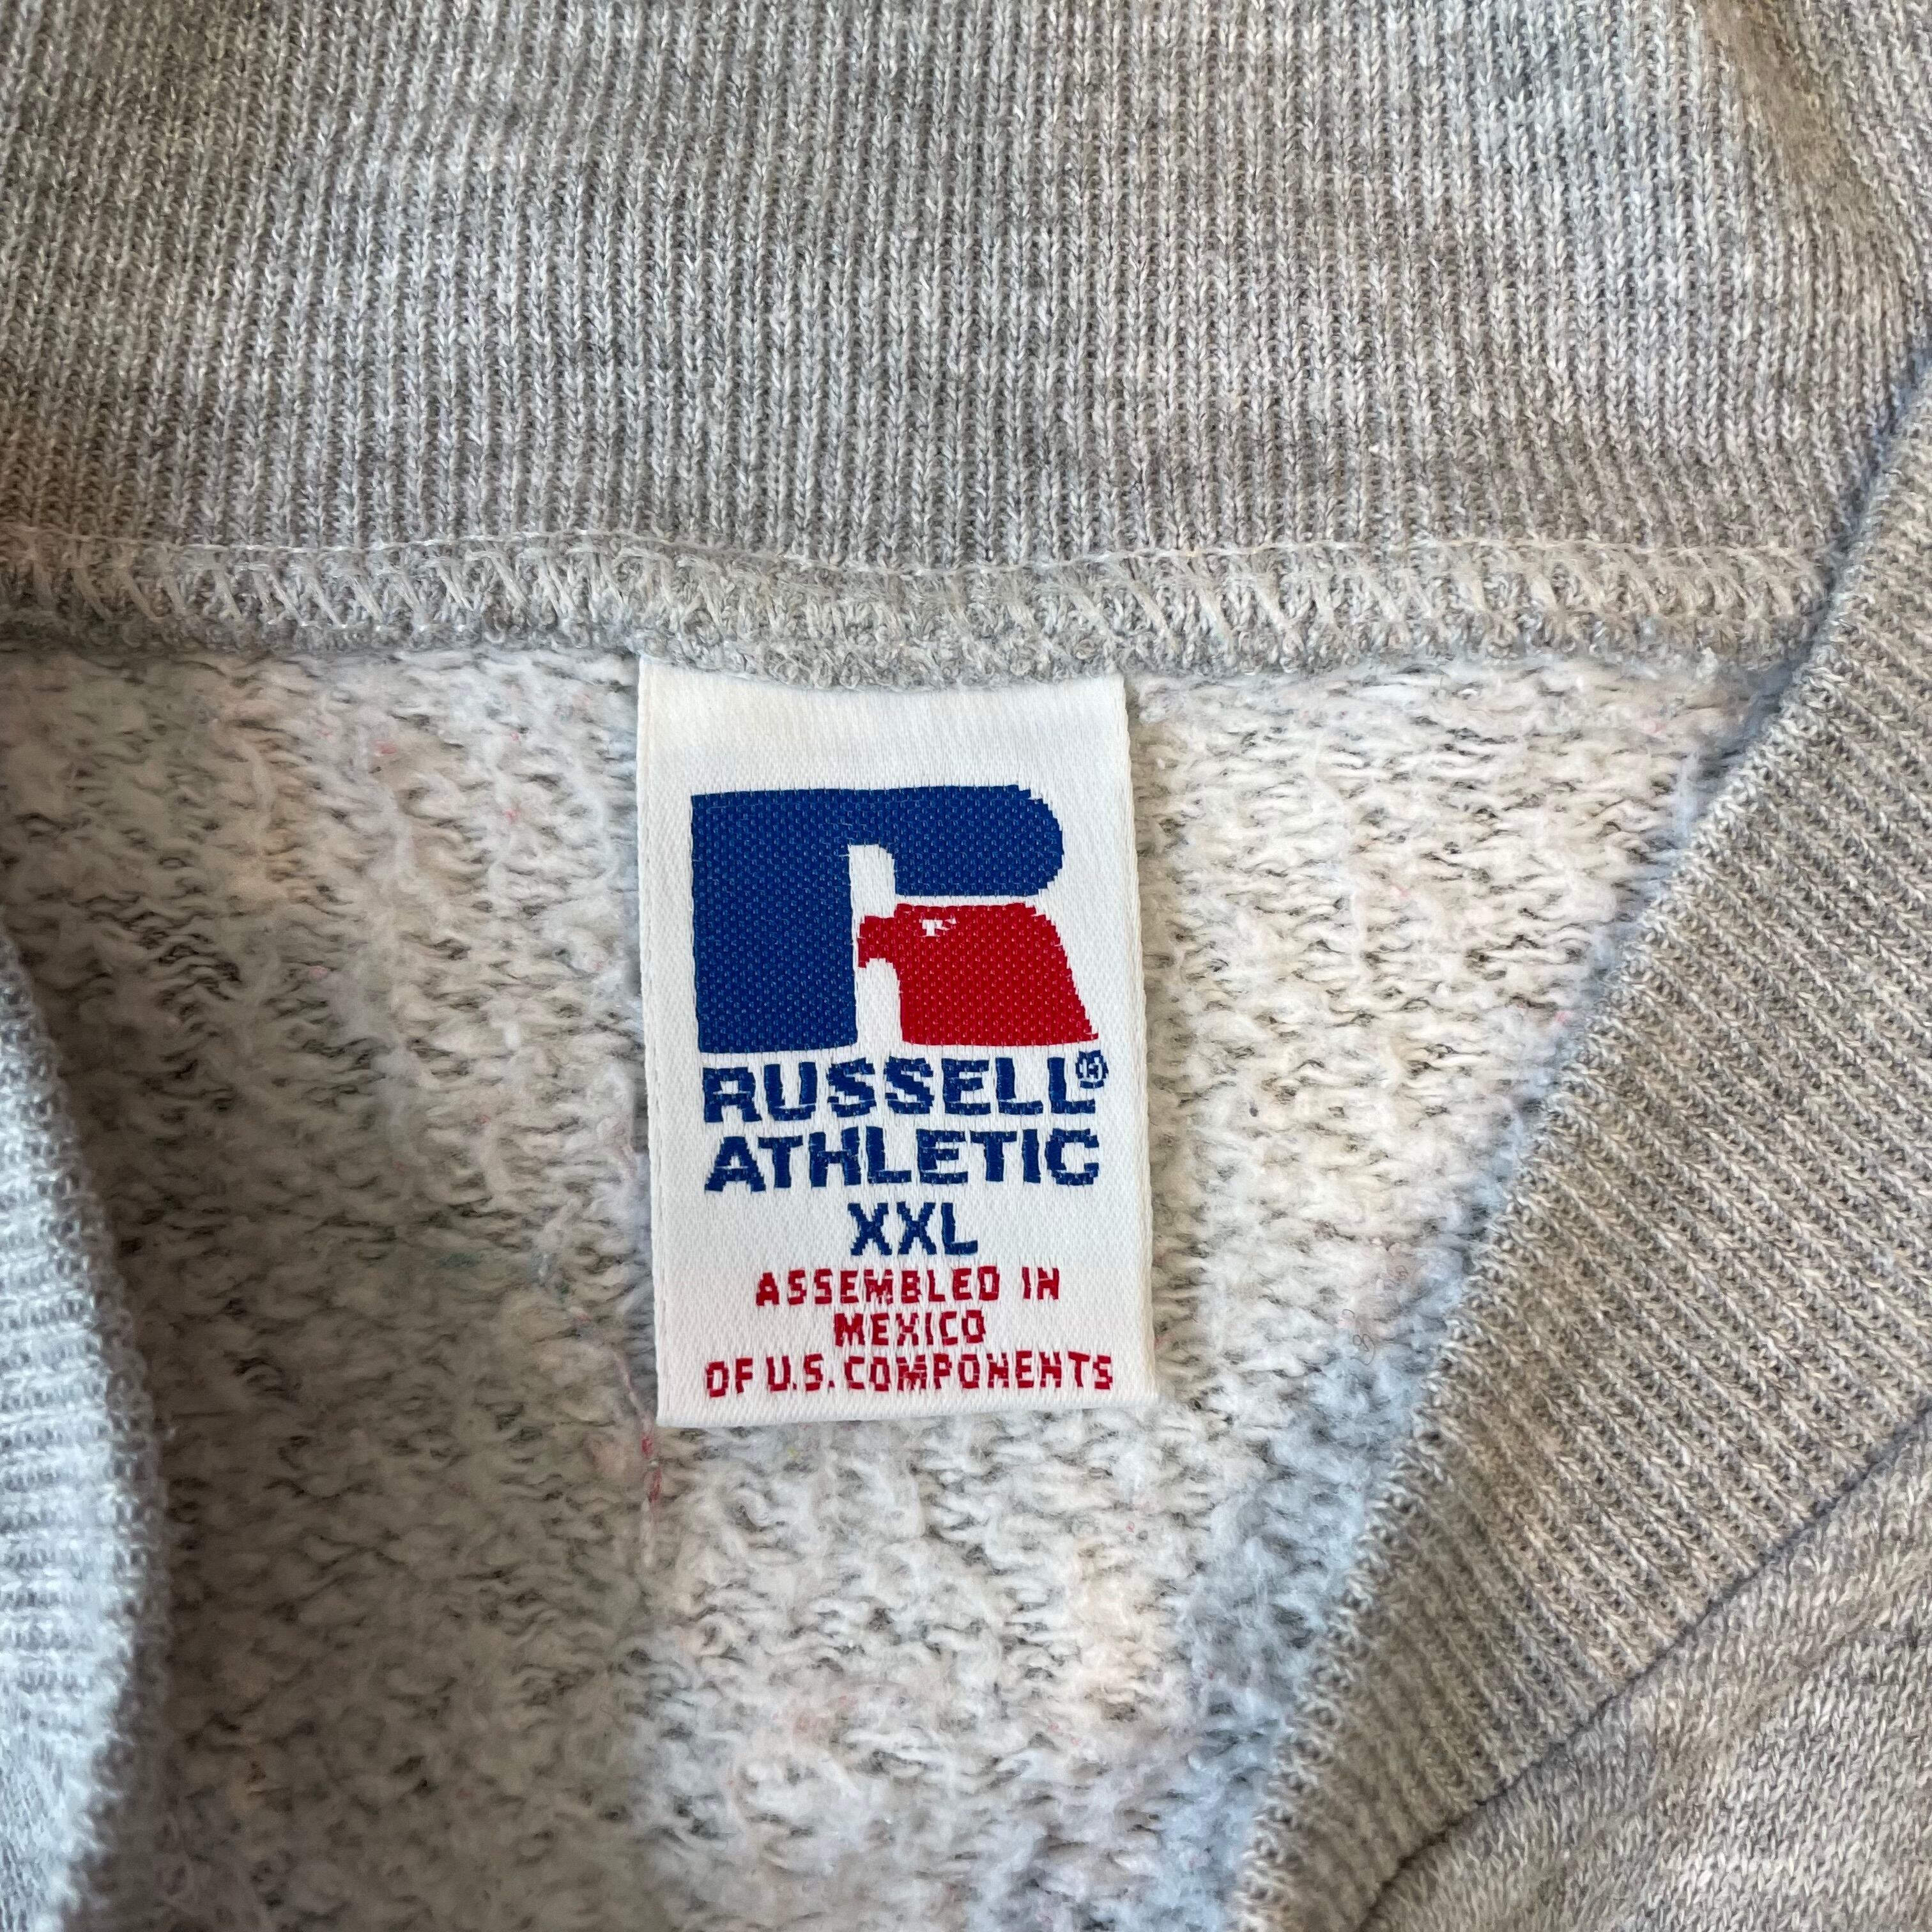 R
RUSSELL®
ATHLETIC
XXL
ASSEMBLED IN
MEXICO
OF U.S. COMPONENTS